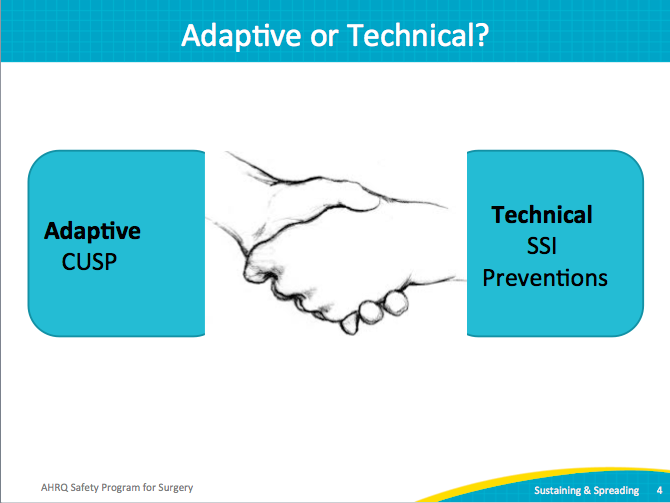 Adaptive or Technical?
Adaptive
CUSP
Technical
SSI
Preventions
AHRQ Safety Program for Surgery
Sustaining & Spreading
4